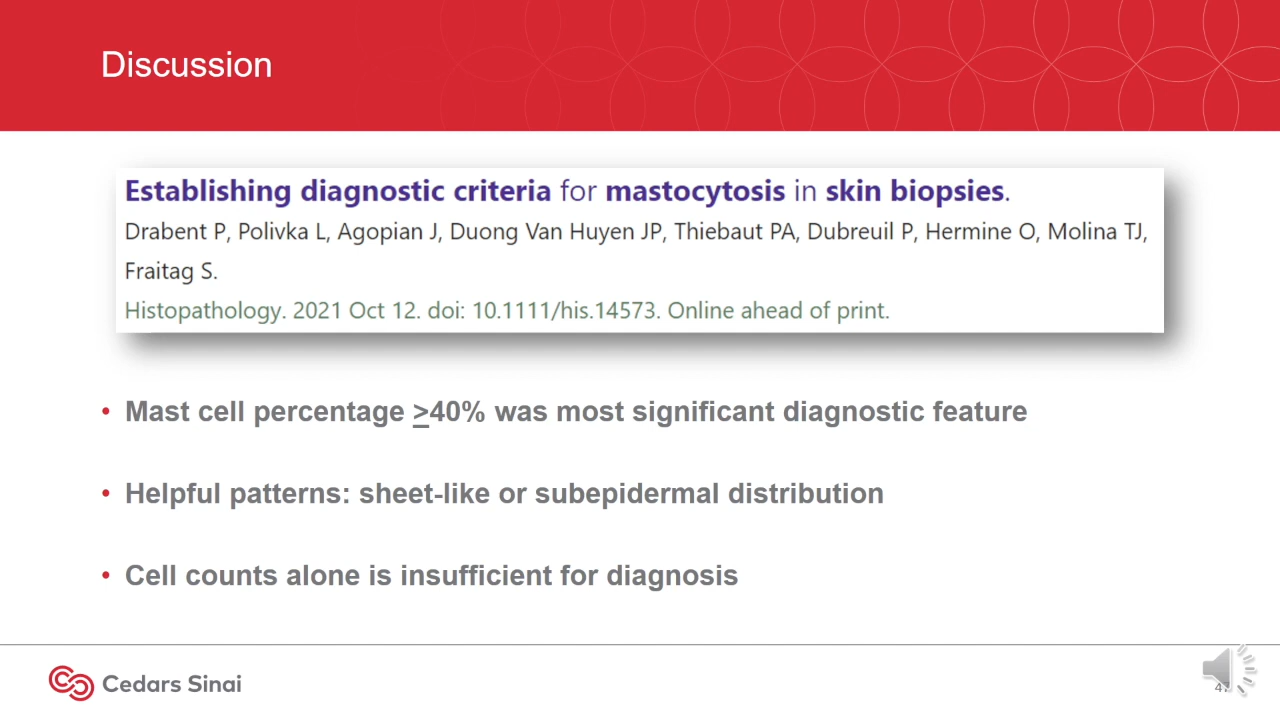 Discussion
Establishing diagnostic criteria for mastocytosis in skin biopsies.
Drabent P, Polivka L, Agopian J, Duong Van Huyen JP, Thiebaut PA, Dubreuil P, Hermine O, Molina TJ,
Fraitag S.
Histopathology. 2021 Oct 12. doi: 10.1111/his.14573. Online ahead of print.
• Mast cell percentage >40% was most significant diagnostic feature
• Helpful patterns: sheet-like or subepidermal distribution
• Cell counts alone is insufficient for diagnosis
Cedars Sinai